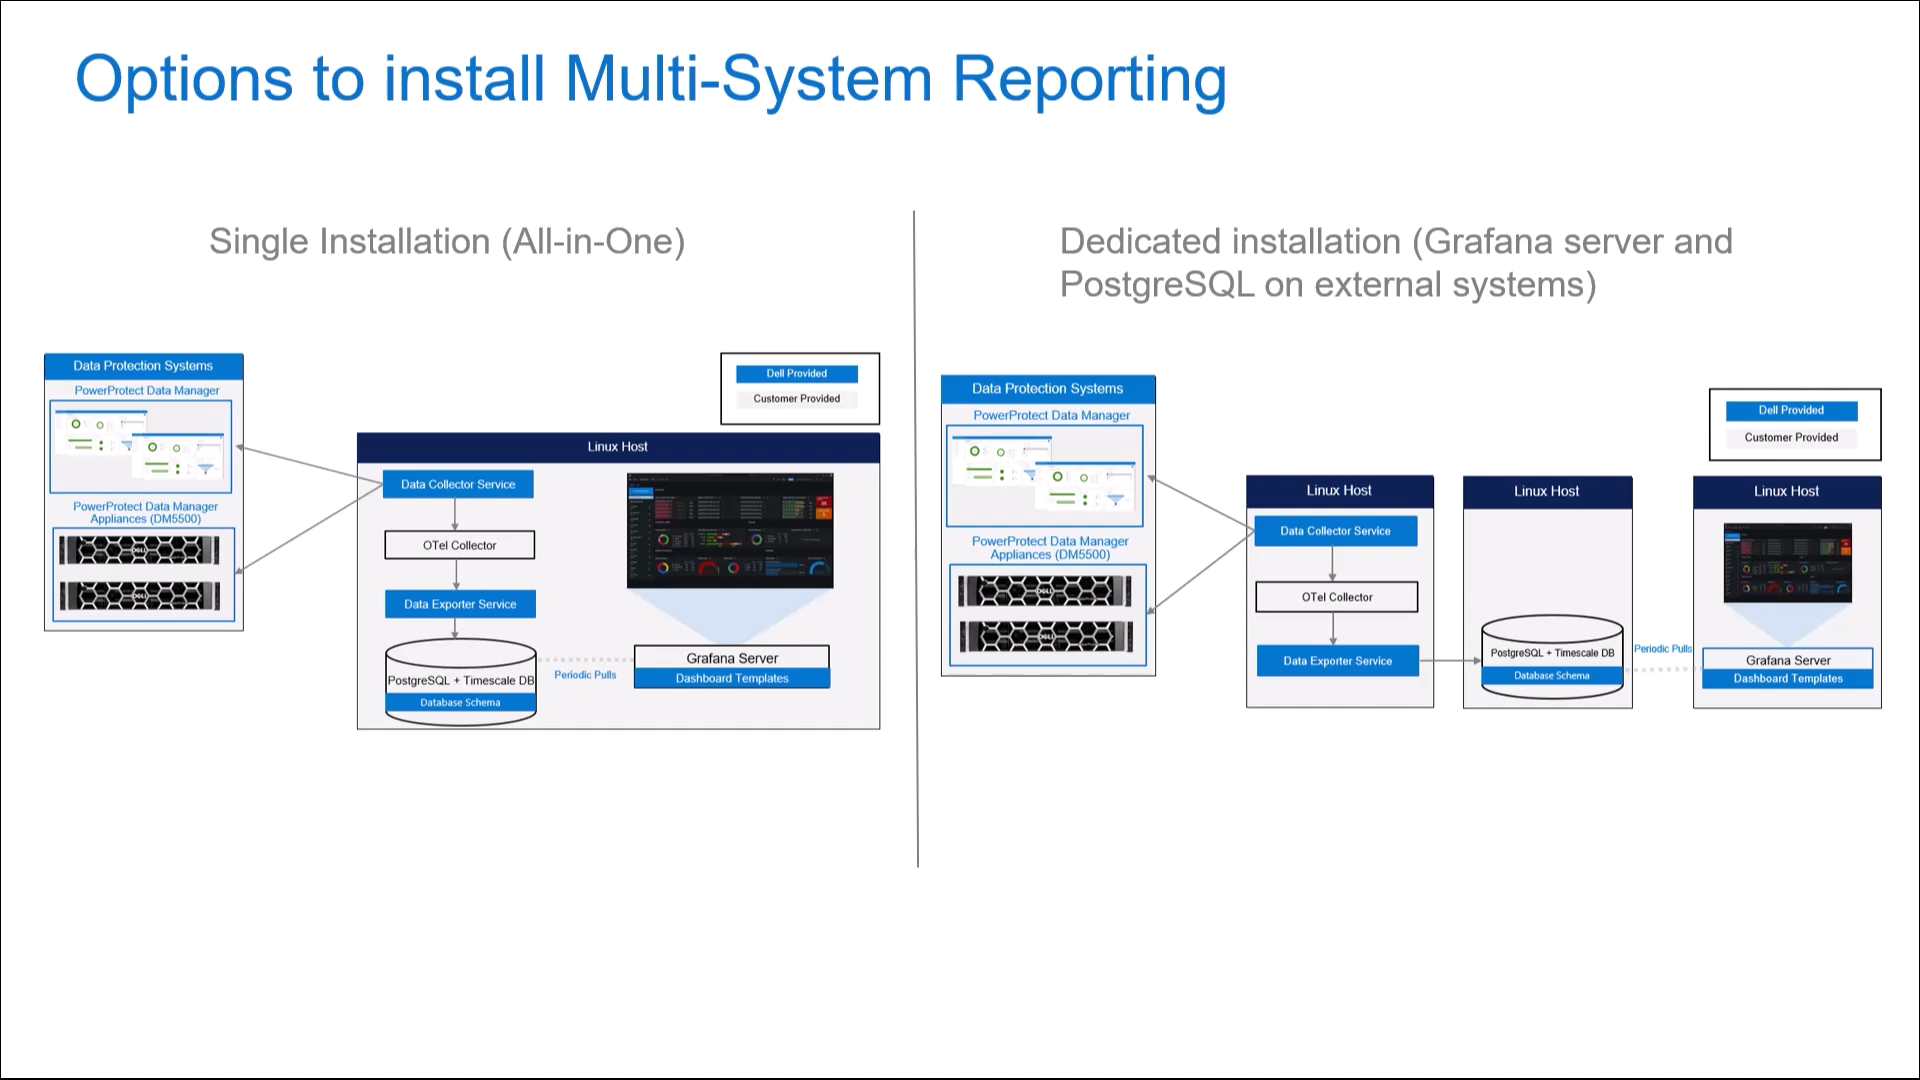 Options to install Multi-System Reporting
Single Installation (All-in-One)
Data Protection Systems
PowerProtect Data Manager
PowerProtect Data Manager
Appliances (DM5500)
DELL
DELL
Dell Provided
Customer Provided
Linux Host
Data Collector Service
OTel Collector
Data Exporter Service
PostgreSQL + Timescale DB
Database Schema
Periodic Pulls
Grafana Server
Dashboard Templates
Dedicated installation (Grafana server and
PostgreSQL on external systems)
Data Protection Systems
PowerProtect Data Manager
PowerProtect Data Manager
Appliances (DM5500)
DELL
DELL
Dell Provided
Customer Provided
Linux Host
Data Collector Service
OTel Collector
Data Exporter Service
Linux Host
PostgreSQL + Timescale DB
Database Schema
Periodic Pulls
Linux Host
Grafana Server
Dashboard Templates